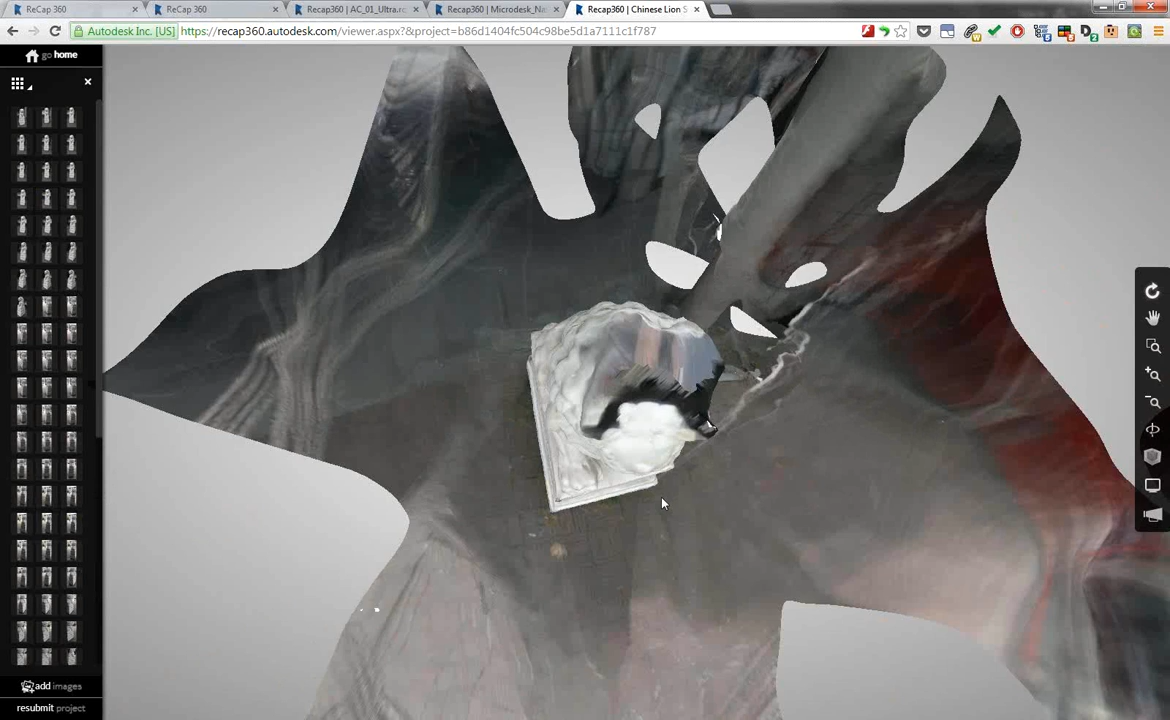 ReCap 360
ReCap 360
Recap360 | AC_01_Ultra.rc
Recap360 | Microdesk_Na
Recap360 | Chinese Lion S
Autodesk Inc. [US]
https://recap360.autodesk.com/viewer.aspx?&project=b86d1404fc504c98be5d1a7111c1f787
go home
add images
resubmit project